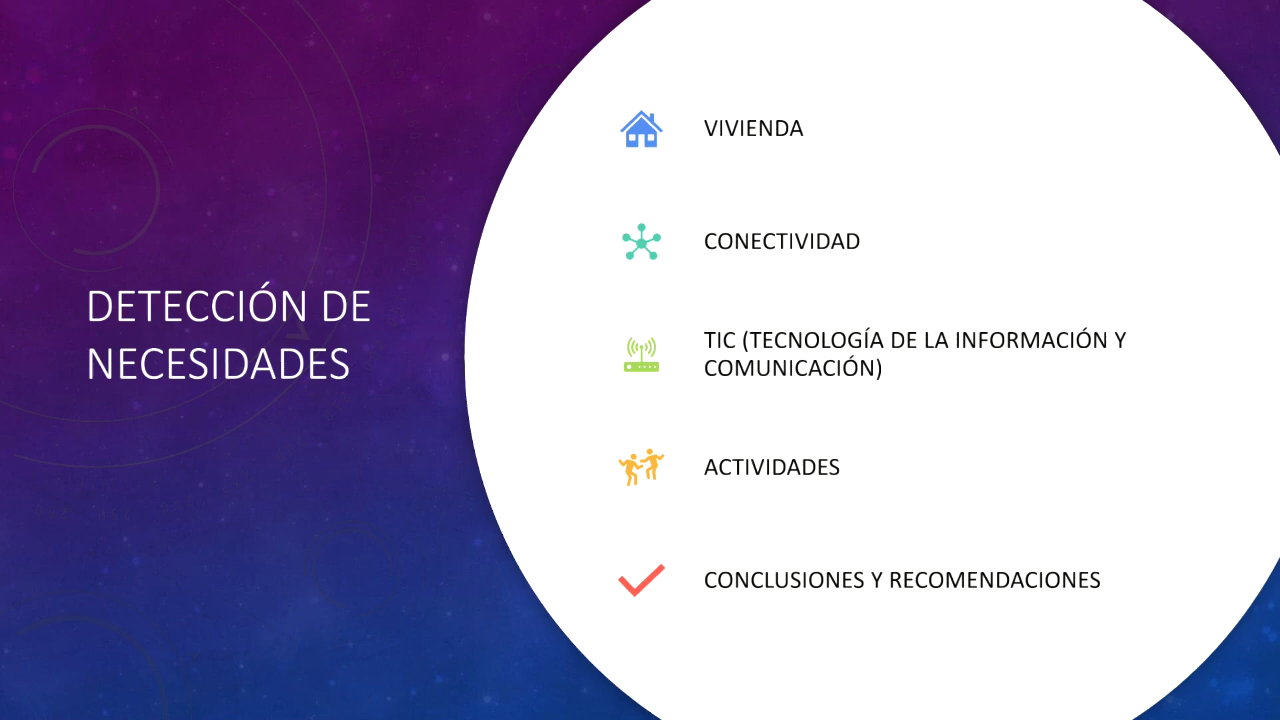 DETECCIÓN DE
NECESIDADES
VIVIENDA
CONECTIVIDAD
TIC (TECNOLOGÍA DE LA INFORMACIÓN Y
COMUNICACIÓN)
ACTIVIDADES
CONCLUSIONES Y RECOMENDACIONES